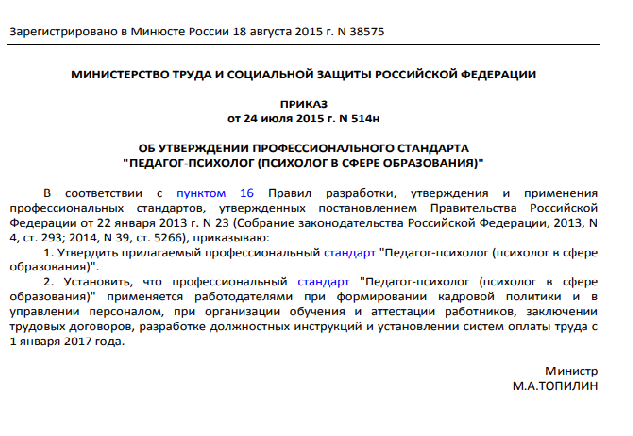 Зарегистрировано в Минюсте России 18 августа 2015 г. N 38575
МИНИСТЕРСТВО ТРУДА И СОЦИАЛЬНОЙ ЗАЩИТЫ РОССИЙСКОЙ ФЕДЕРАЦИИ
ПРИКАЗ
от 24 июля 2015 г. N 514н
ОБ УТВЕРЖДЕНИИ ПРОФЕССИОНАЛЬНОГО СТАНДАРТА
"ПЕДАГОГ-ПСИХОЛОГ (ПСИХОЛОГ В СФЕРЕ ОБРАЗОВАНИЯ)"
В соответствии с пунктом 16 Правил разработки, утверждения и применения
профессиональных стандартов, утвержденных постановлением Правительства Российской
Федерации от 22 января 2013 г. N 23 (Собрание законодательства Российской Федерации, 2013, N
4, ст. 293; 2014, N 39, ст. 5266), приказываю:
1. Утвердить прилагаемый профессиональный стандарт "Педагог-психолог (психолог в сфере
образования)".
2. Установить, что профессиональный стандарт "Педагог-психолог (психолог в сфере
образования)" применяется работодателями при формировании кадровой политики и в
управлении персоналом, при организации обучения и аттестации работников, заключении
трудовых договоров, разработке должностных инструкций и установлении систем оплаты труда с
1 января 2017 года.
Министр
М.А.ТОПИЛИН